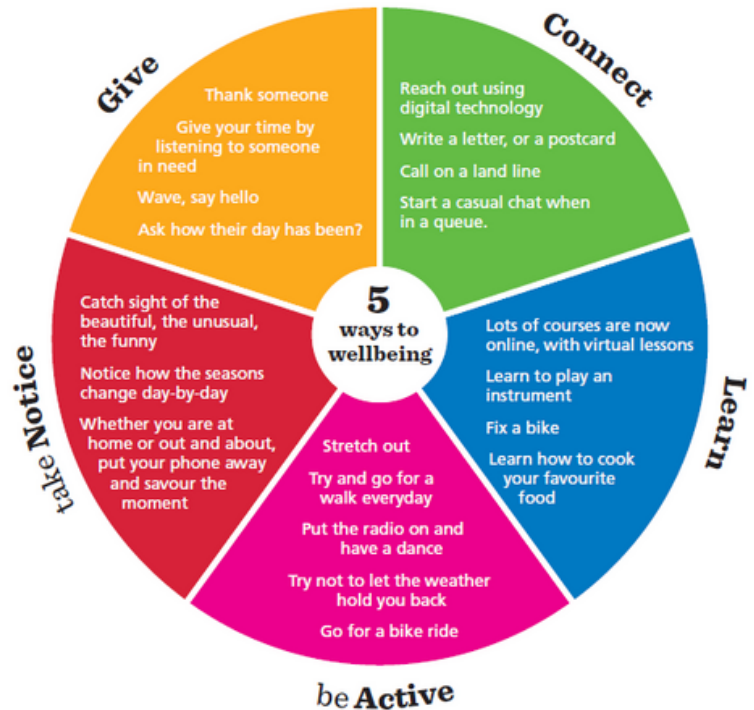 5
ways to
wellbeing
Connect
Reach out using
digital technology
Write a letter, or a postcard
Call on a land line
Start a casual chat when
in a queue.
Learn
Lots of courses are now
online, with virtual lessons
Learn to play an
instrument
Fix a bike
Learn how to cook
your favourite
food
be Active
Stretch out
Try and go for a
walk everyday
Put the radio on and
have a dance
Try not to let the weather
hold you back
Go for a bike ride
take Notice
Catch sight of the
beautiful, the unusual,
the funny
Notice how the seasons
change day-by-day
Whether you are at
home or out and about,
put your phone away
and savour the
moment
Give
Thank someone
Give your time by
listening to someone
in need
Wave, say hello
Ask how their day has been?